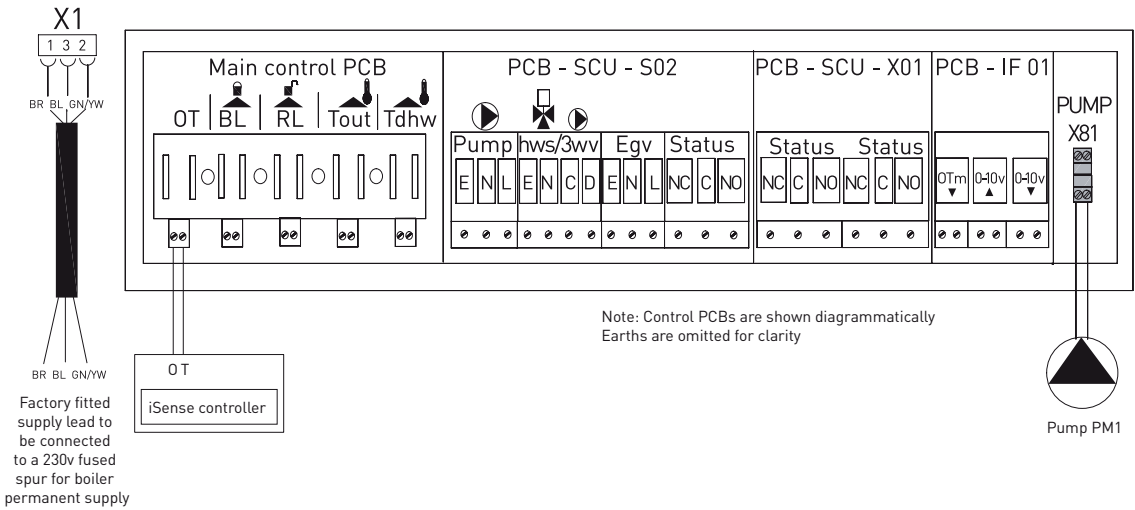 X1
1 3 2
BR BL GN/YW
BR BL GN/YW
Factory fitted
supply lead to
be connected
to a 230v fused
spur for boiler
permanent supply
Main control PCB
OT BL RL Tout Tdhw
OT
iSense controller
PCB - SCU - S02
Pump hws/3wv Egv Status
E N L E N C D E N L NC C NO
PCB - SCU - X01
Status Status
NC C NO NC C NO
PCB - IF 01
OTm 0-10v 0-10v
PUMP
X81
Note: Control PCBs are shown diagrammatically
Earths are omitted for clarity
Pump PM1